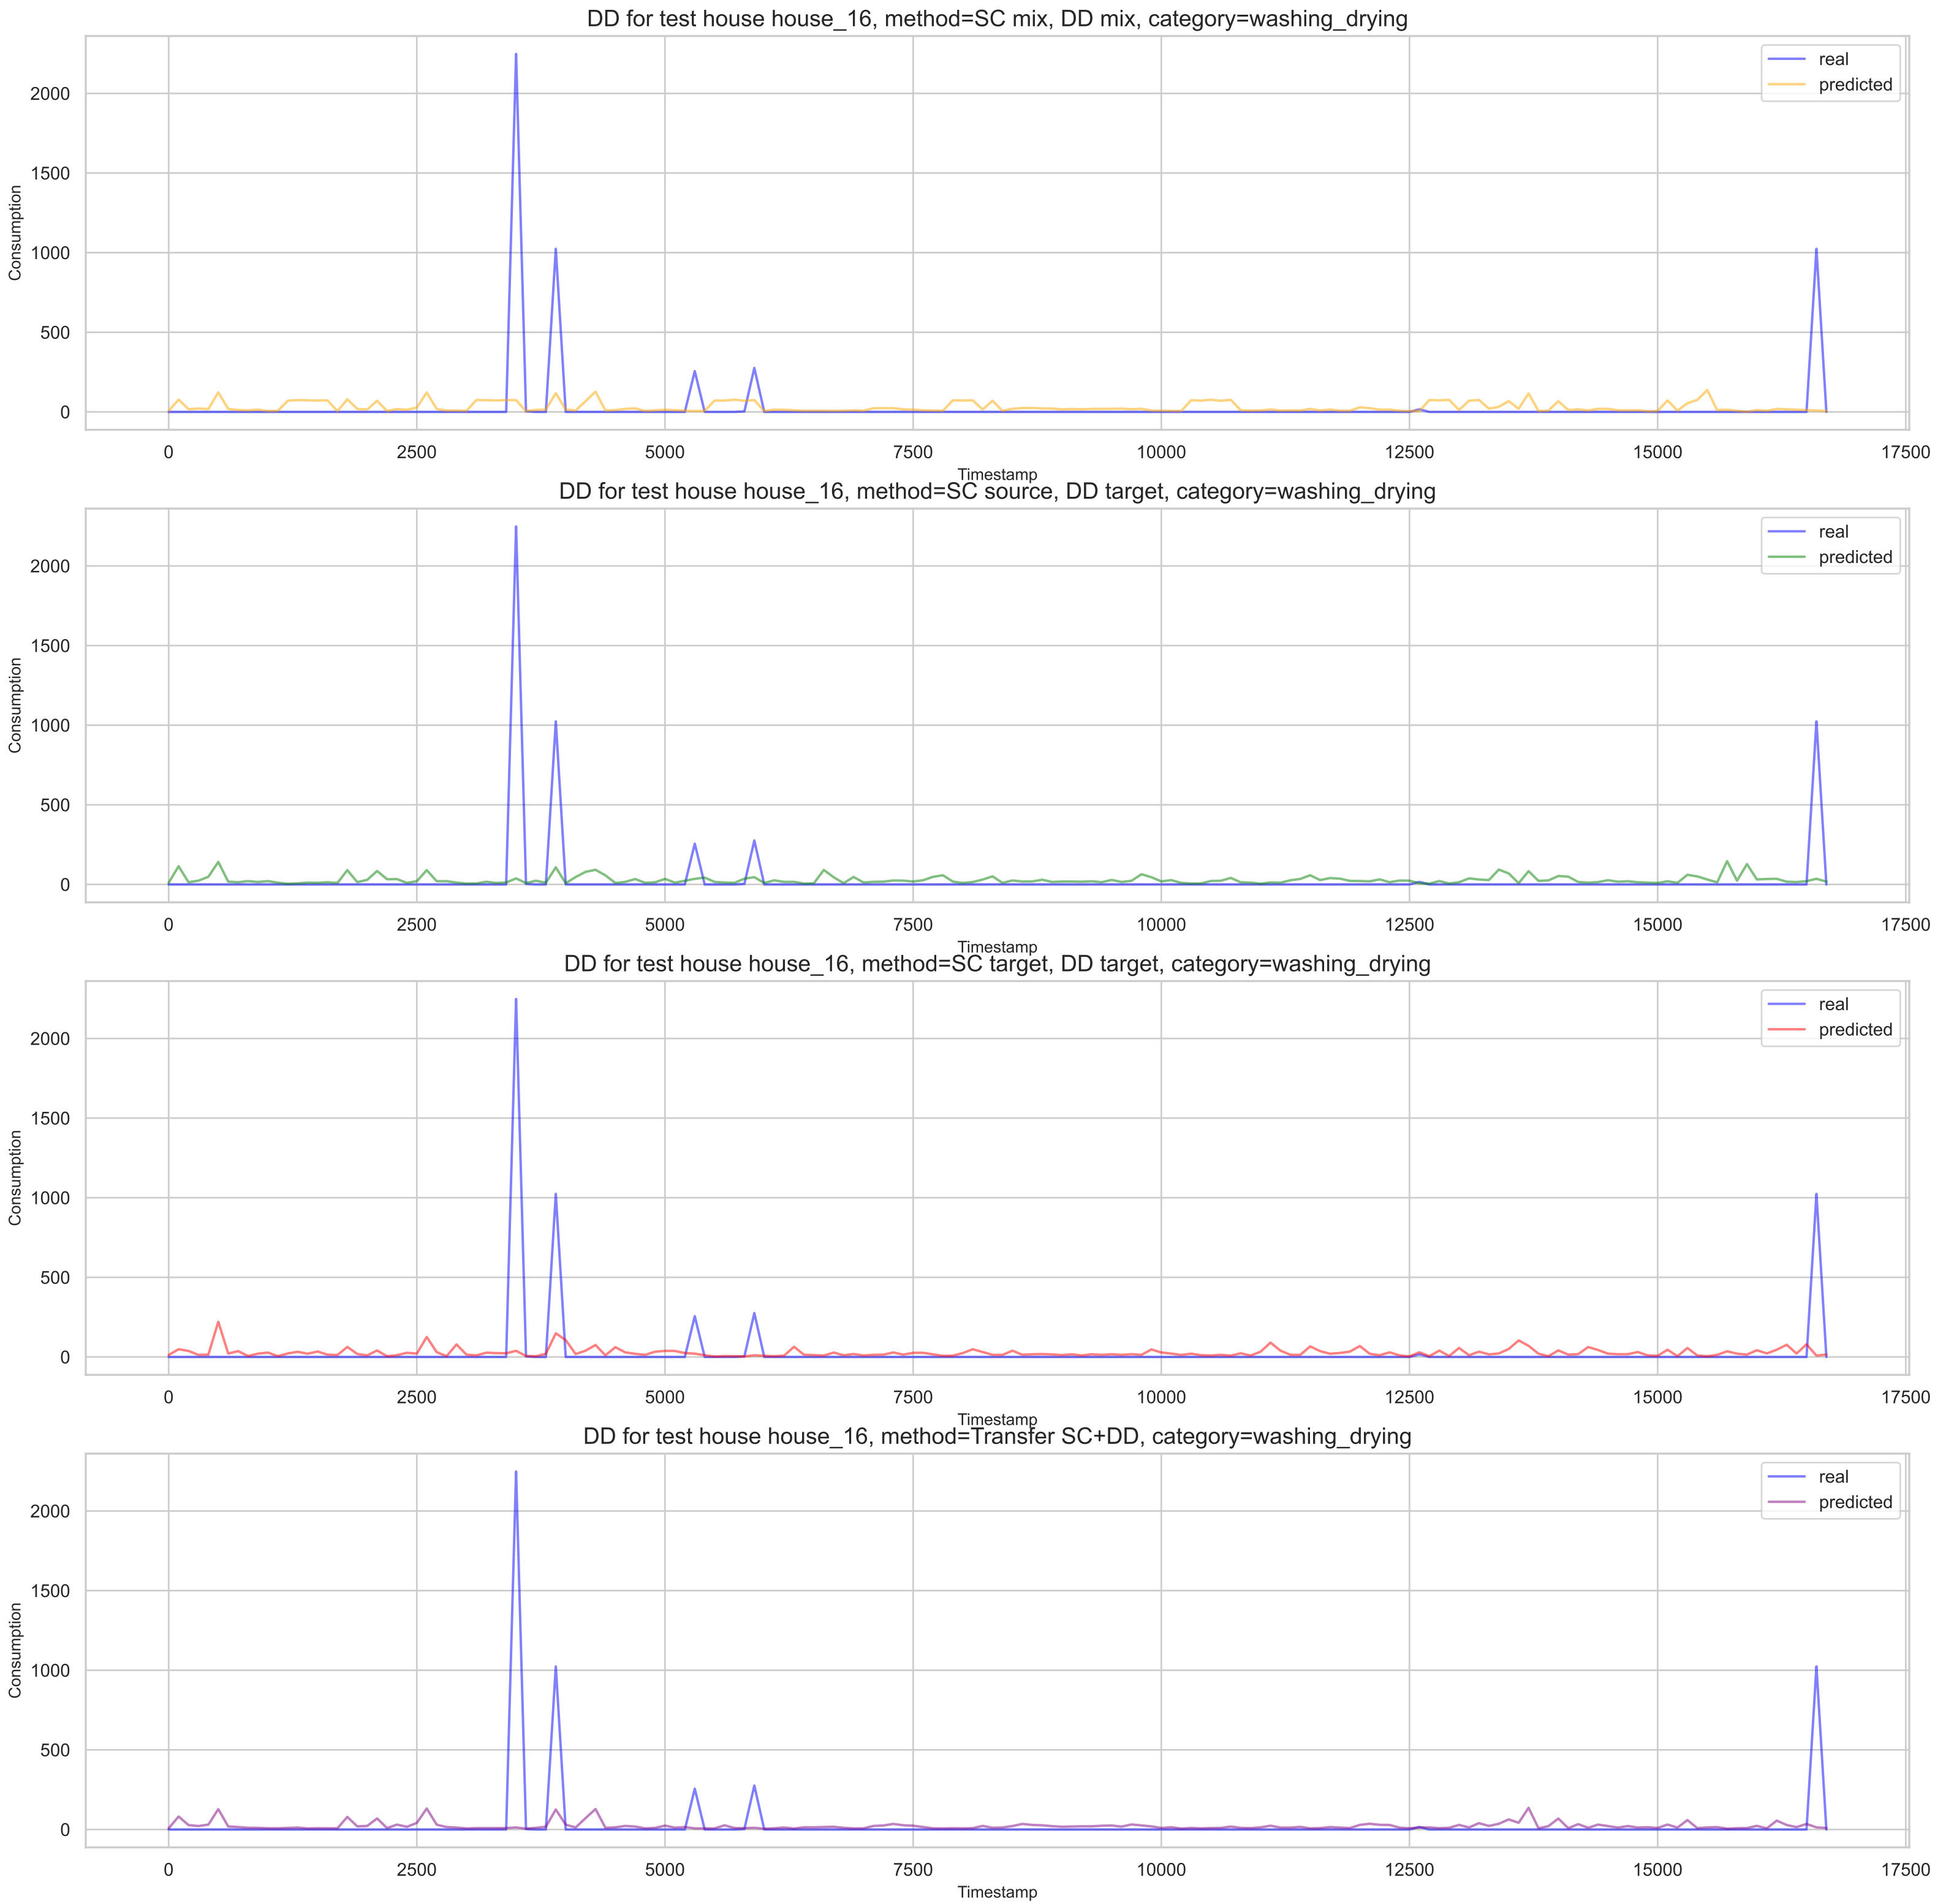 DD for test house house_16, method=SC mix, DD mix, category=washing_drying
real
predicted
2000
1500
1000
500
0
Consumption
0 2500 5000 7500 10000 12500 15000 17500
Timestamp
DD for test house house_16, method=SC source, DD target, category=washing_drying
real
predicted
2000
1500
1000
500
0
Consumption
0 2500 5000 7500 10000 12500 15000 17500
Timestamp
DD for test house house_16, method=SC target, DD target, category=washing_drying
real
predicted
2000
1500
1000
500
0
Consumption
0 2500 5000 7500 10000 12500 15000 17500
Timestamp
DD for test house house_16, method=Transfer SC+DD, category=washing_drying
real
predicted
2000
1500
1000
500
0
Consumption
0 2500 5000 7500 10000 12500 15000 17500
Timestamp